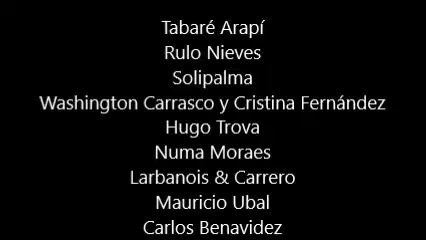 Tabaré Arapí
Rulo Nieves
Solipalma
Washington Carrasco y Cristina Fernández
Hugo Trova
Numa Moraes
Larbanois & Carrero
Mauricio Ubal
Carlos Benavidez